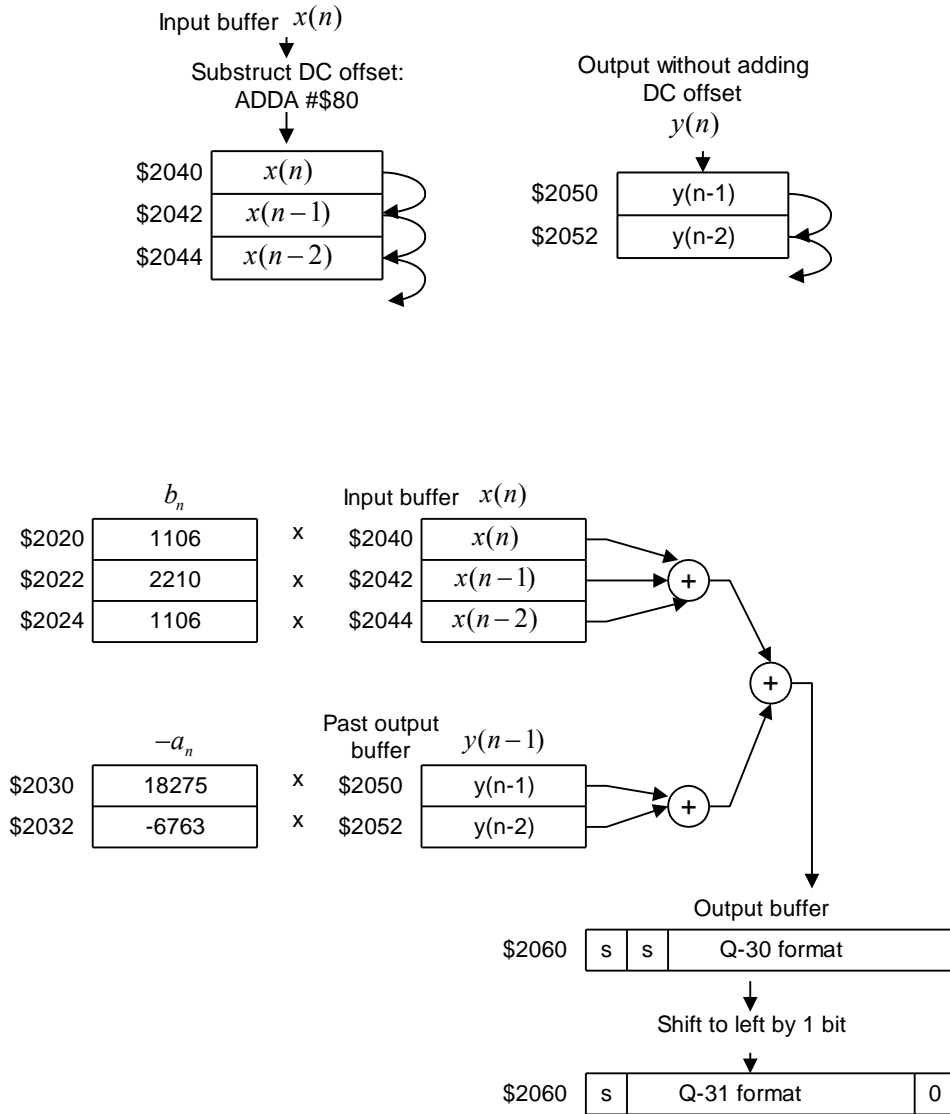 Input buffer x(n)
Substruct DC offset:
ADDA #$80
$2040 x(n)
$2042 x(n−1)
$2044 x(n−2)
Output without adding
DC offset
y(n)
$2050 y(n-1)
$2052 y(n-2)
bₙ Input buffer x(n)
$2020 1106 x $2040 x(n)
$2022 2210 x $2042 x(n−1)
$2024 1106 x $2044 x(n−2)
+
+
−aₙ
Past output
buffer
y(n−1)
$2030 18275 x $2050 y(n-1)
$2032 -6763 x $2052 y(n-2)
+
Output buffer
$2060 s s Q-30 format
Shift to left by 1 bit
$2060 s Q-31 format 0